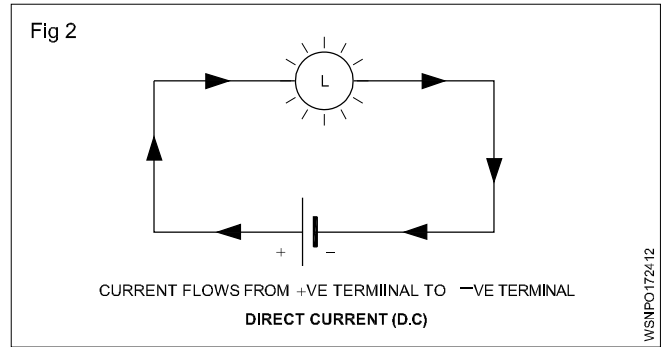 Fig 2
L
+ −
CURRENT FLOWS FROM +VE TERMIINAL TO −VE TERMINAL
DIRECT CURRENT (D.C)
WSNPO172412